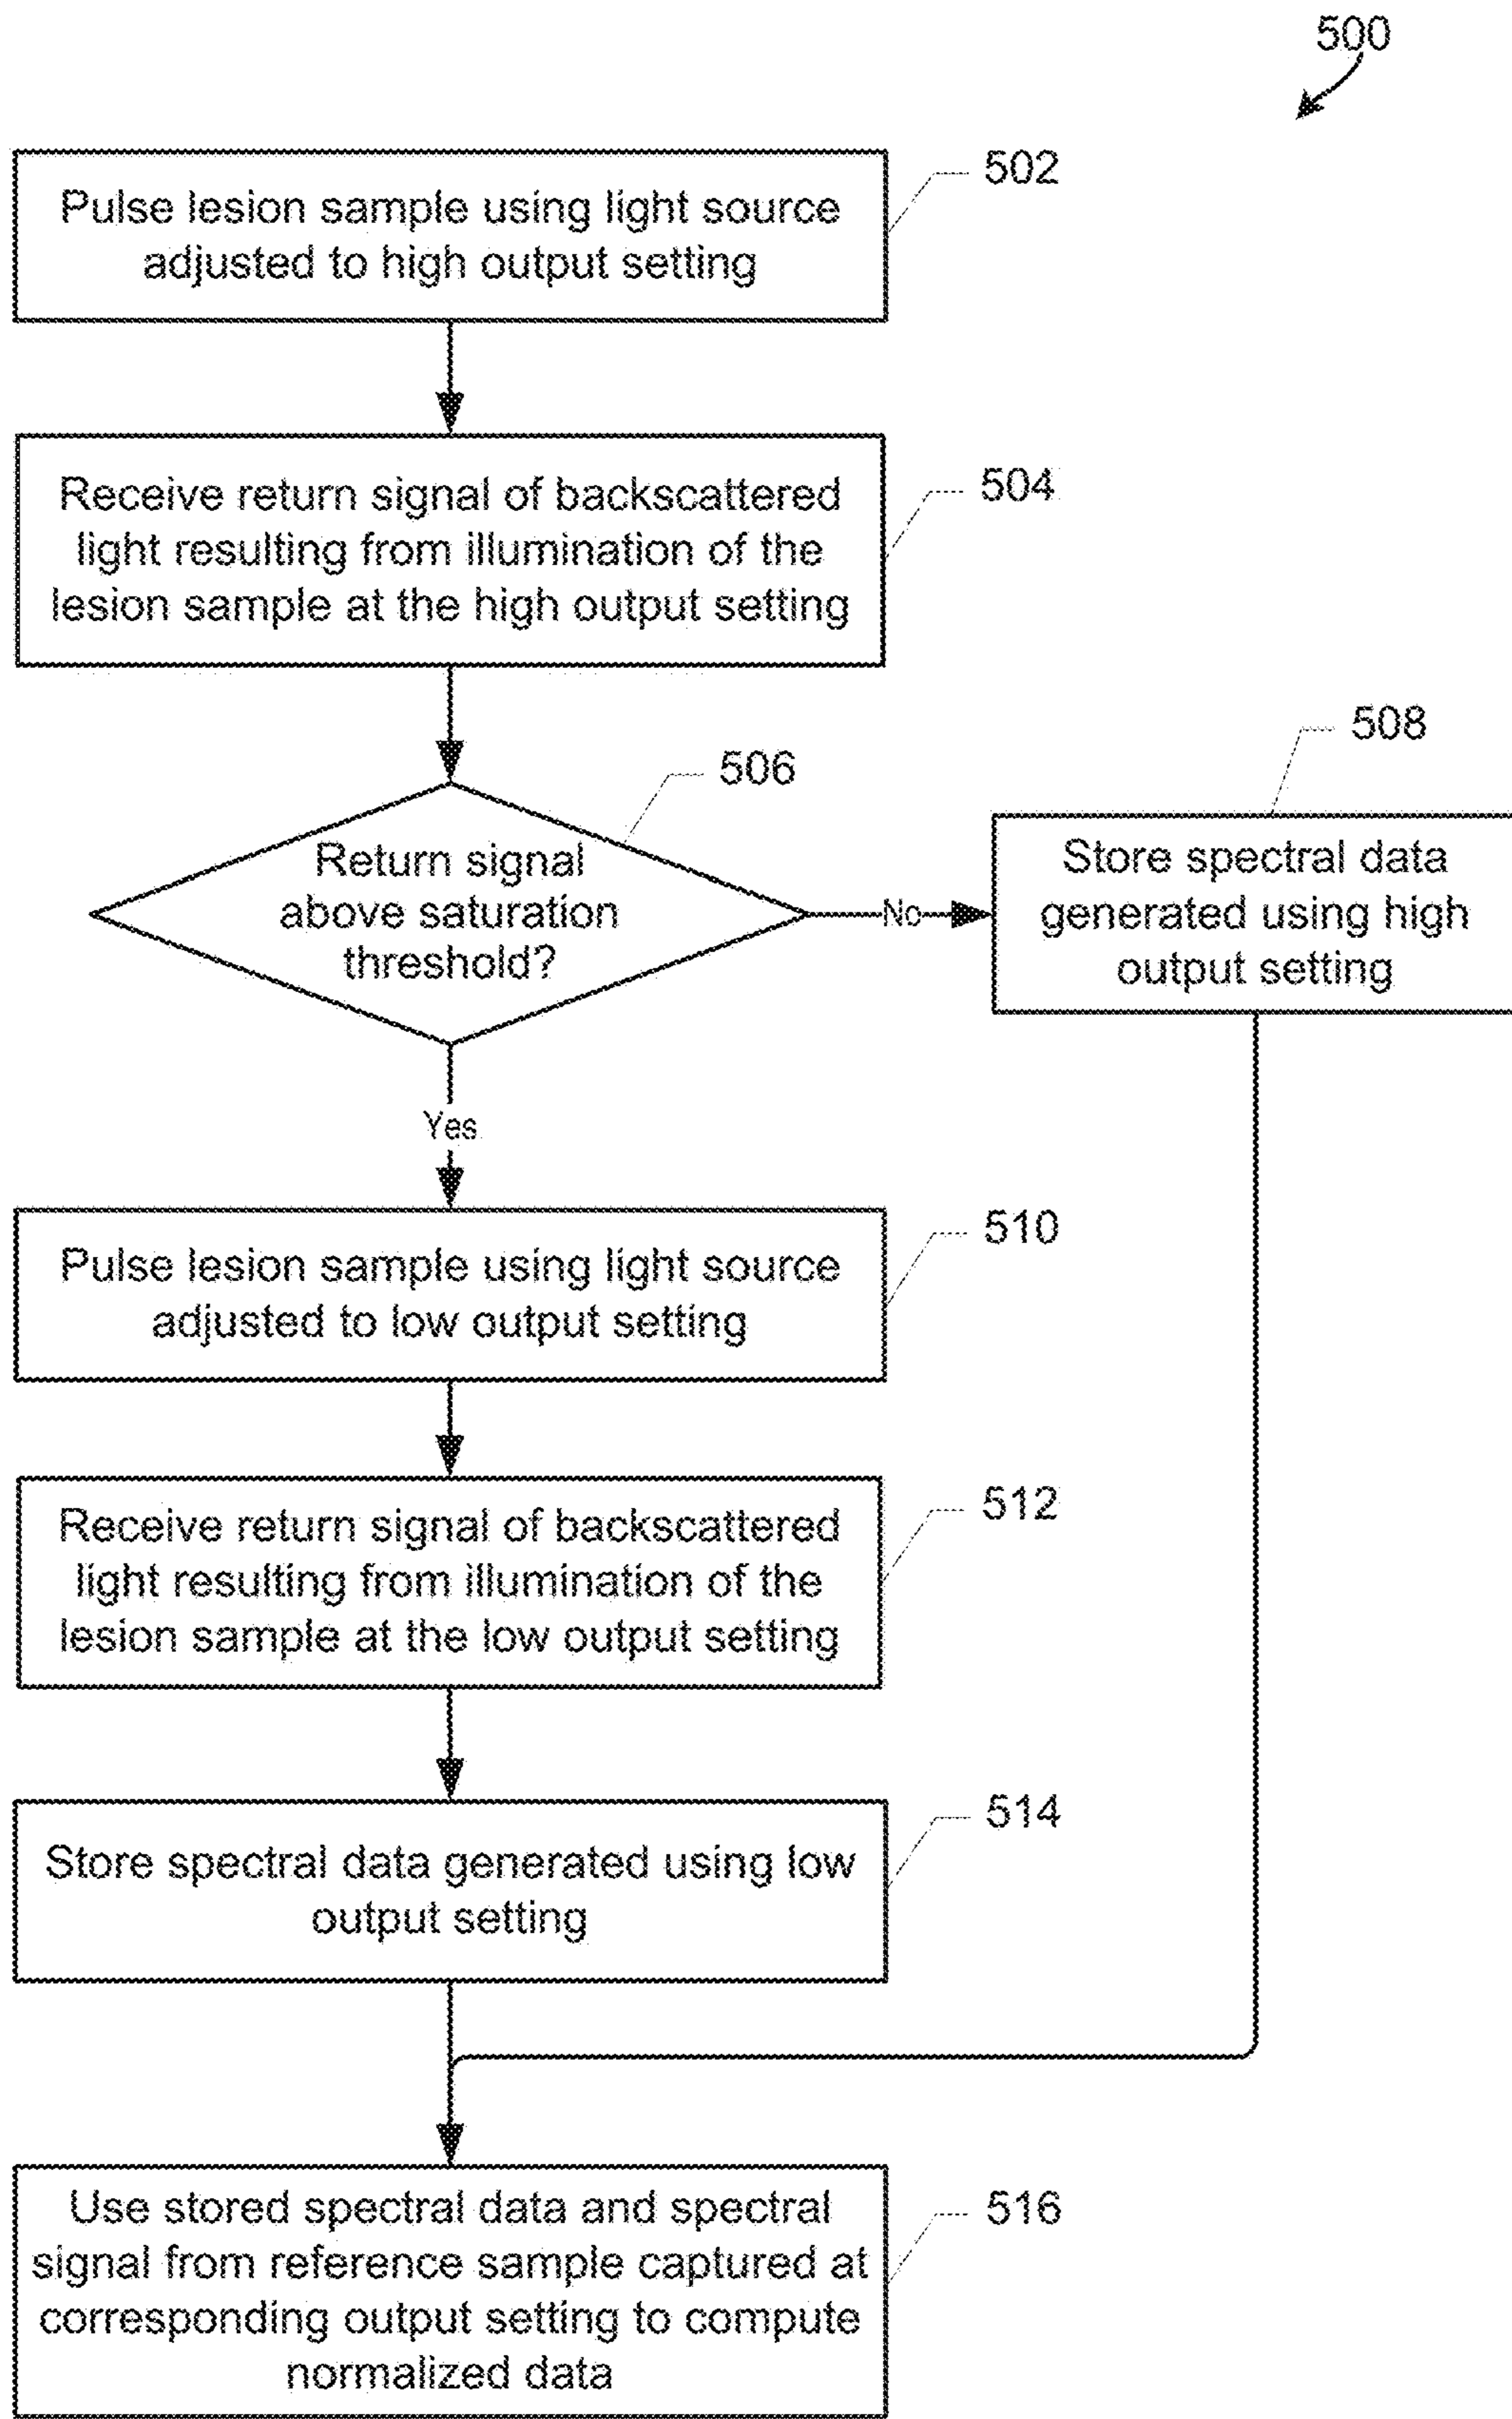 500
502
Pulse lesion sample using light source
adjusted to high output setting
504
Receive return signal of backscattered
light resulting from illumination of the
lesion sample at the high output setting
506
Return signal
above saturation
threshold?
No
508
Store spectral data
generated using high
output setting
Yes
510
Pulse lesion sample using light source
adjusted to low output setting
512
Receive return signal of backscattered
light resulting from illumination of the
lesion sample at the low output setting
514
Store spectral data generated using low
output setting
516
Use stored spectral data and spectral
signal from reference sample captured at
corresponding output setting to compute
normalized data